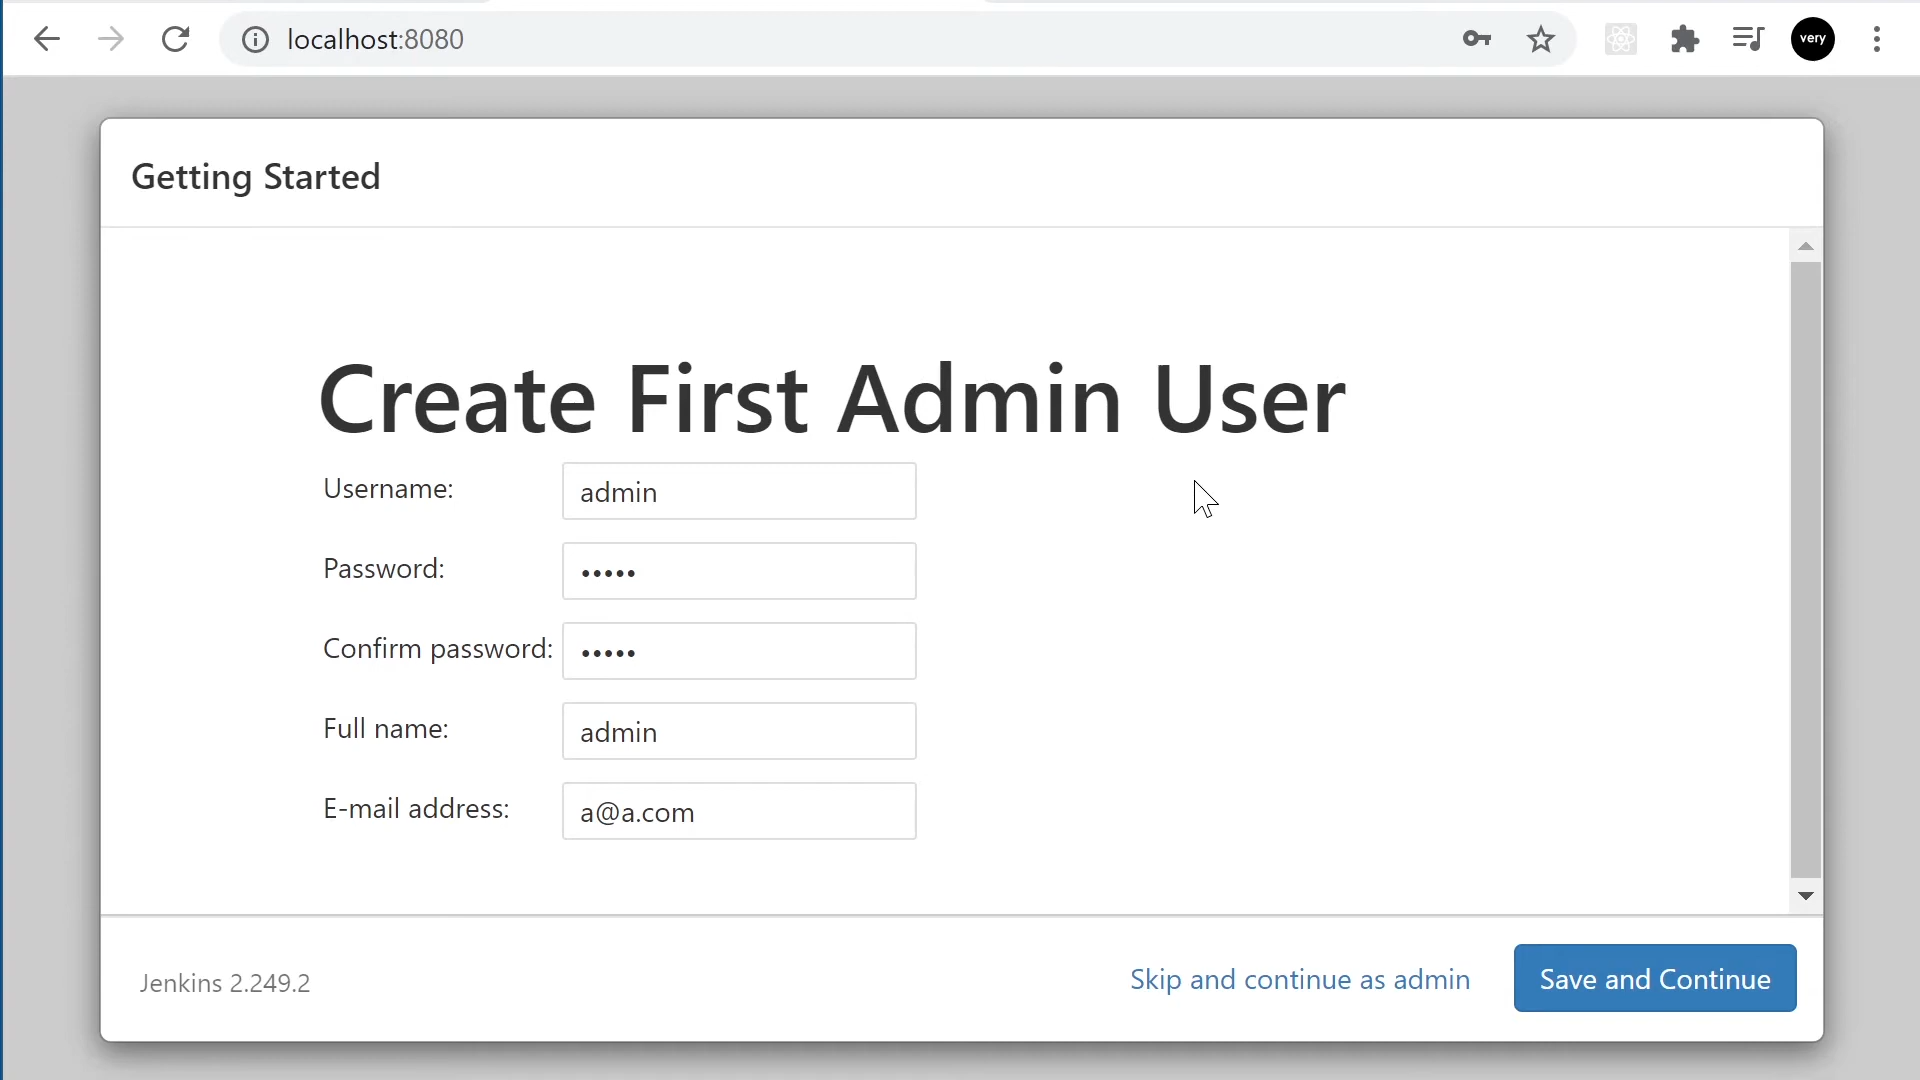 localhost:8080
very
Getting Started
Create First Admin User
Username: admin
Password: •••••
Confirm password: •••••
Full name: admin
E-mail address: a@a.com
Jenkins 2.249.2
Skip and continue as admin
Save and Continue